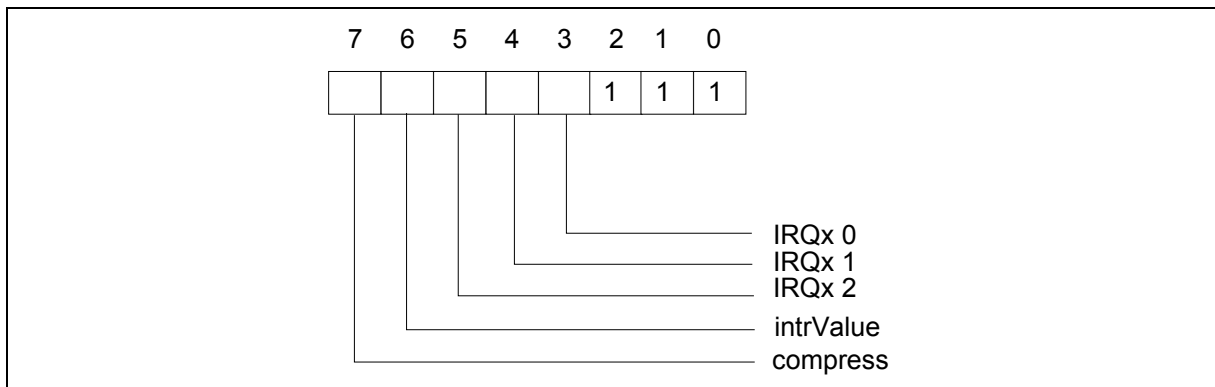 7 6 5 4 3 2 1 0
1 1 1
IRQx 0
IRQx 1
IRQx 2
intrValue
compress